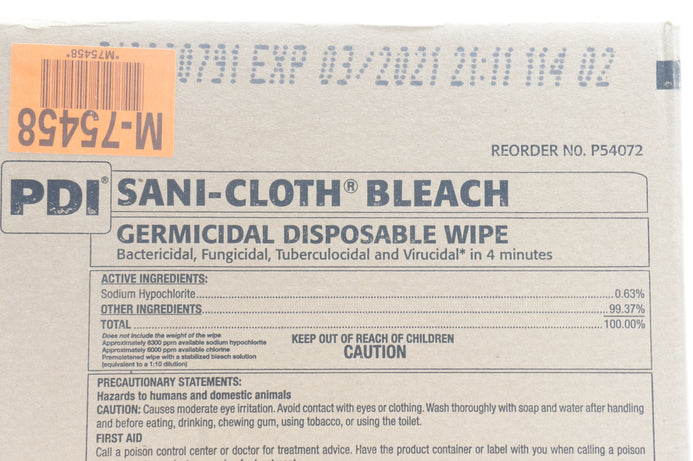 0791 EXP 03/2021 21:11 114 02
*M75458*
M-75458
REORDER NO. P54072
PDI®
SANI-CLOTH® BLEACH
GERMICIDAL DISPOSABLE WIPE
Bactericidal, Fungicidal, Tuberculocidal and Virucidal* in 4 minutes
ACTIVE INGREDIENTS:
Sodium Hypochlorite 0.63%
OTHER INGREDIENTS 99.37%
TOTAL 100.00%
Does not include the weight of the wipe
Approximately 6300 ppm available sodium hypochlorite
Approximately 6000 ppm available chlorine
Premoistened wipe with a stabilized bleach solution
(equivalent to a 1:10 dilution)
KEEP OUT OF REACH OF CHILDREN
CAUTION
PRECAUTIONARY STATEMENTS:
Hazards to humans and domestic animals
CAUTION: Causes moderate eye irritation. Avoid contact with eyes or clothing. Wash thoroughly with soap and water after handling
and before eating, drinking, chewing gum, using tobacco, or using the toilet.
FIRST AID
Call a poison control center or doctor for treatment advice. Have the product container or label with you when calling a poison